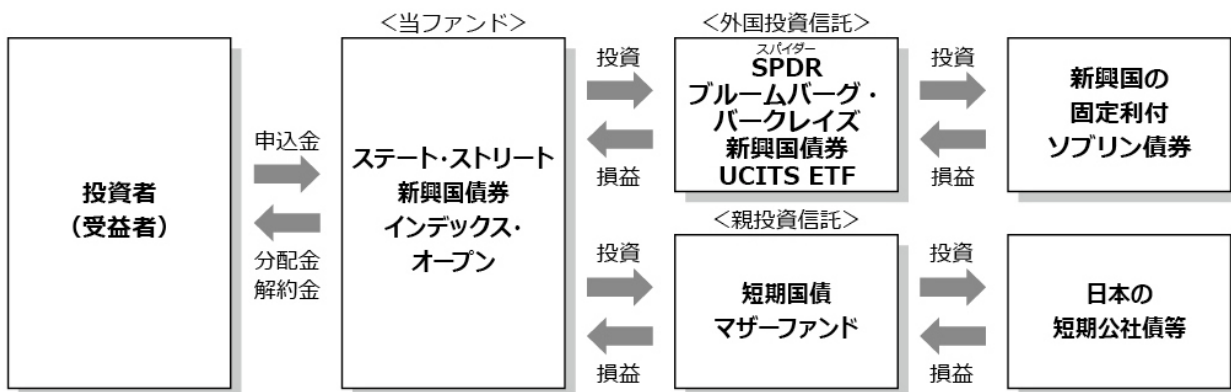 <当ファンド>
<外国投資信託>
投資者
(受益者)
申込金
分配金
解約金
ステート・ストリート
新興国債券
インデックス・
オープン
投資
損益
スパイダー
SPDR
ブルームバーグ・
バークレイズ
新興国債券
UCITS ETF
投資
損益
新興国の
固定利付
ソブリン債券
<親投資信託>
投資
損益
短期国債
マザーファンド
投資
損益
日本の
短期公社債等